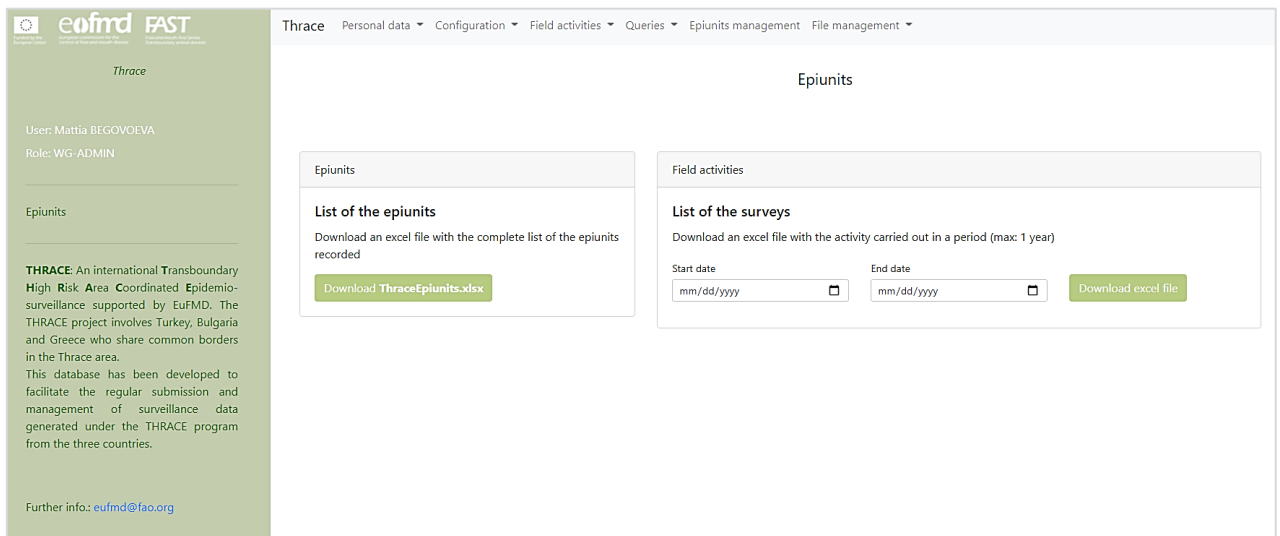 eofmd FAST
Thrace
User: Mattia BEGOVOEVA
Role: WG-ADMIN
Epiunits
THRACE: An international Transboundary
High Risk Area Coordinated Epidemio-
surveillance supported by EuFMD. The
THRACE project involves Turkey, Bulgaria
and Greece who share common borders
in the Thrace area.
This database has been developed to
facilitate the regular submission and
management of surveillance data
generated under the THRACE program
from the three countries.
Further info.: eufmd@fao.org
Thrace Personal data Configuration Field activities Queries Epiunits management File management
Epiunits
Epiunits
List of the epiunits
Download an excel file with the complete list of the epiunits
recorded
Download ThraceEpiunits.xlsx
Field activities
List of the surveys
Download an excel file with the activity carried out in a period (max: 1 year)
Start date End date
mm/dd/yyyy mm/dd/yyyy Download excel file